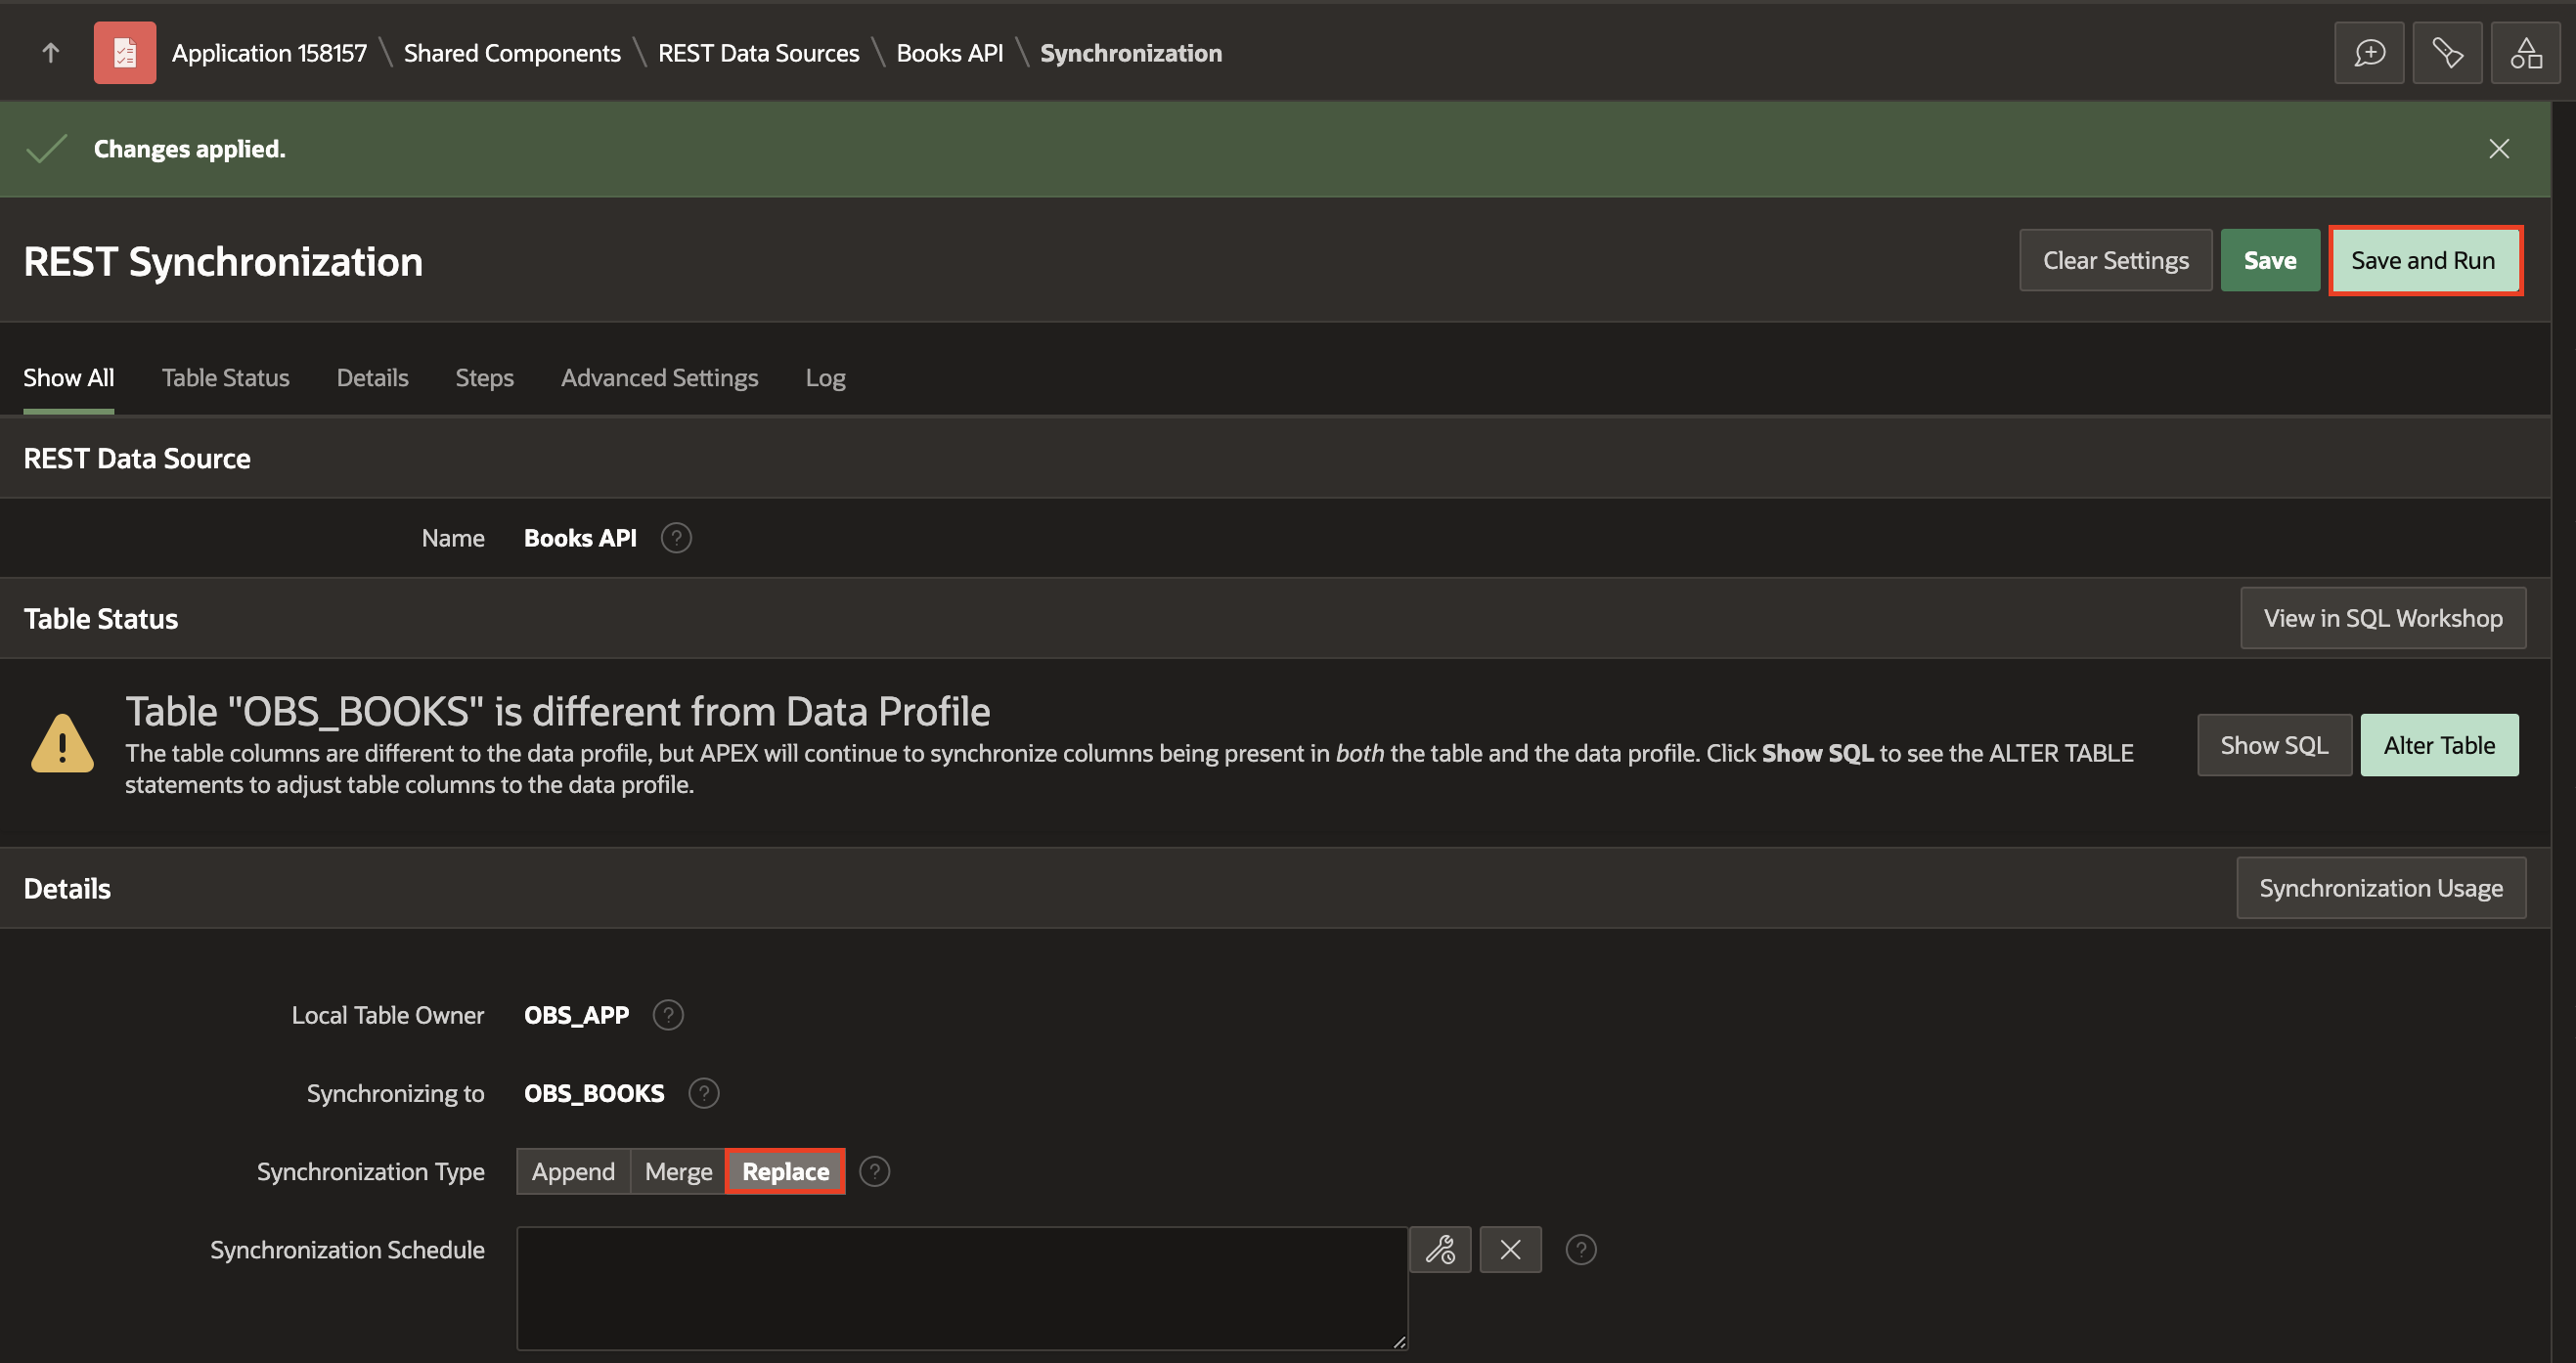 Application 158157 \ Shared Components \ REST Data Sources \ Books API \ Synchronization
Changes applied.
REST Synchronization
Clear Settings
Save
Save and Run
Show All
Table Status
Details
Steps
Advanced Settings
Log
REST Data Source
Name
Books API
?
Table Status
View in SQL Workshop
Table "OBS_BOOKS" is different from Data Profile
The table columns are different to the data profile, but APEX will continue to synchronize columns being present in both the table and the data profile. Click Show SQL to see the ALTER TABLE
statements to adjust table columns to the data profile.
Show SQL
Alter Table
Details
Synchronization Usage
Local Table Owner
OBS_APP
?
Synchronizing to
OBS_BOOKS
?
Synchronization Type
Append
Merge
Replace
?
Synchronization Schedule
?